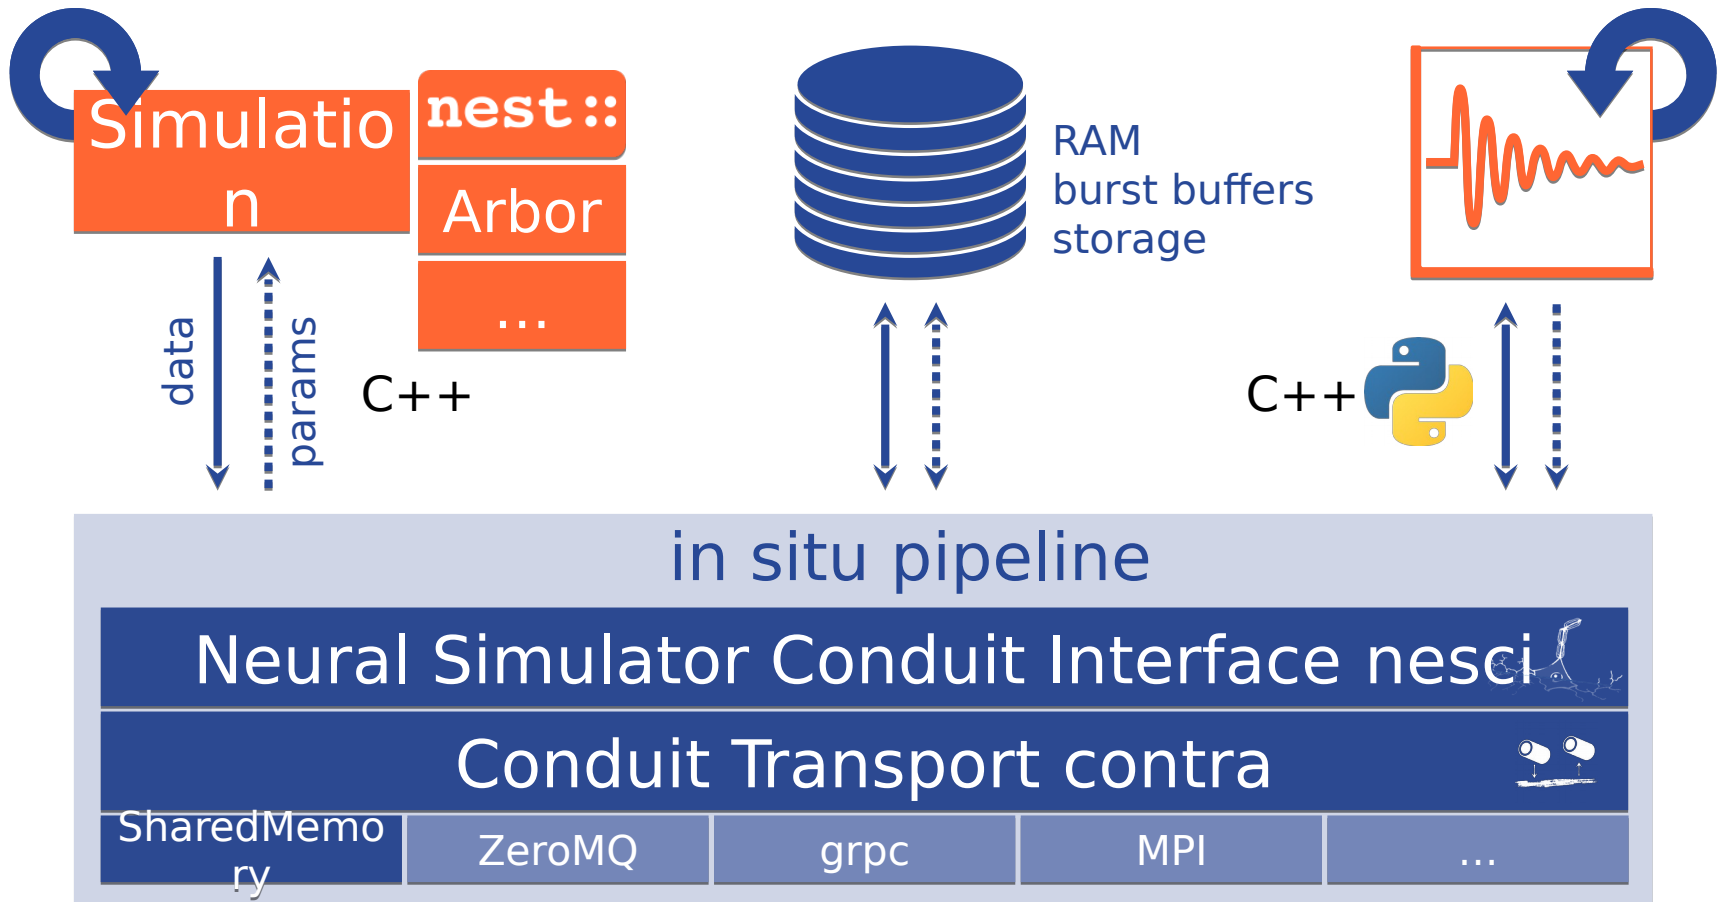 Simulatio
n
nest::
Arbor
...
data
params
C++
RAM
burst buffers
storage
C++
in situ pipeline
Neural Simulator Conduit Interface nesci
Conduit Transport contra
SharedMemo
ry
ZeroMQ
grpc
MPI
...